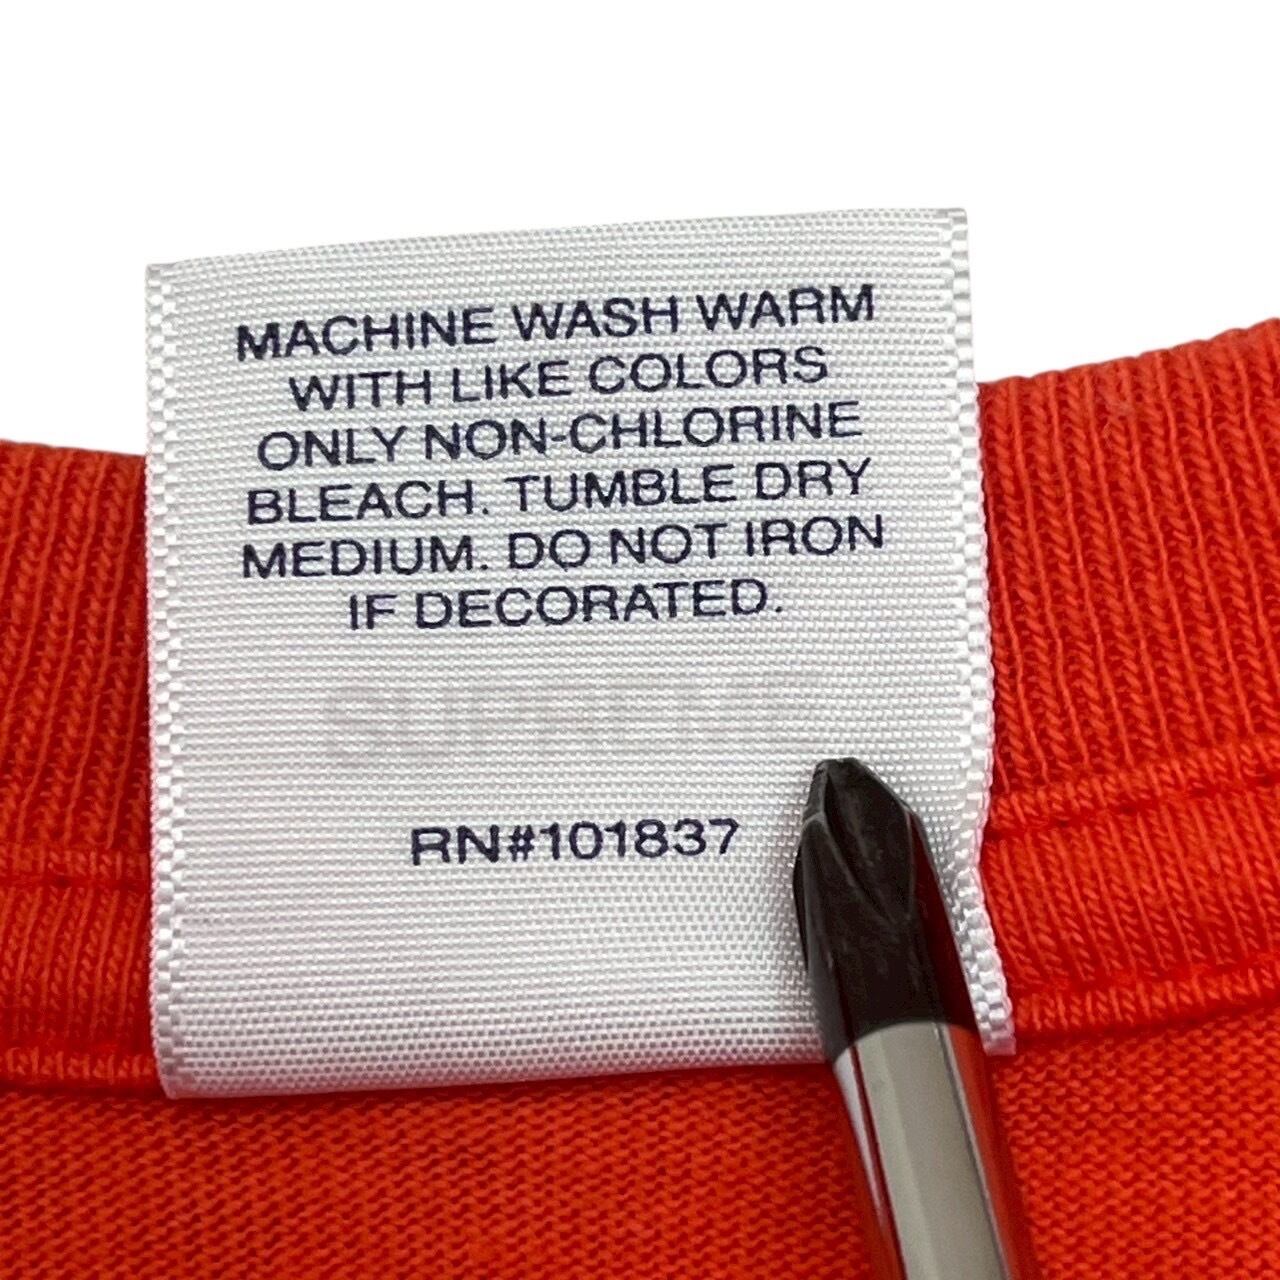 MACHINE WASH WARM
WITH LIKE COLORS
ONLY NON-CHLORINE
BLEACH. TUMBLE DRY
MEDIUM. DO NOT IRON
IF DECORATED.
SUPREME
RN#101837